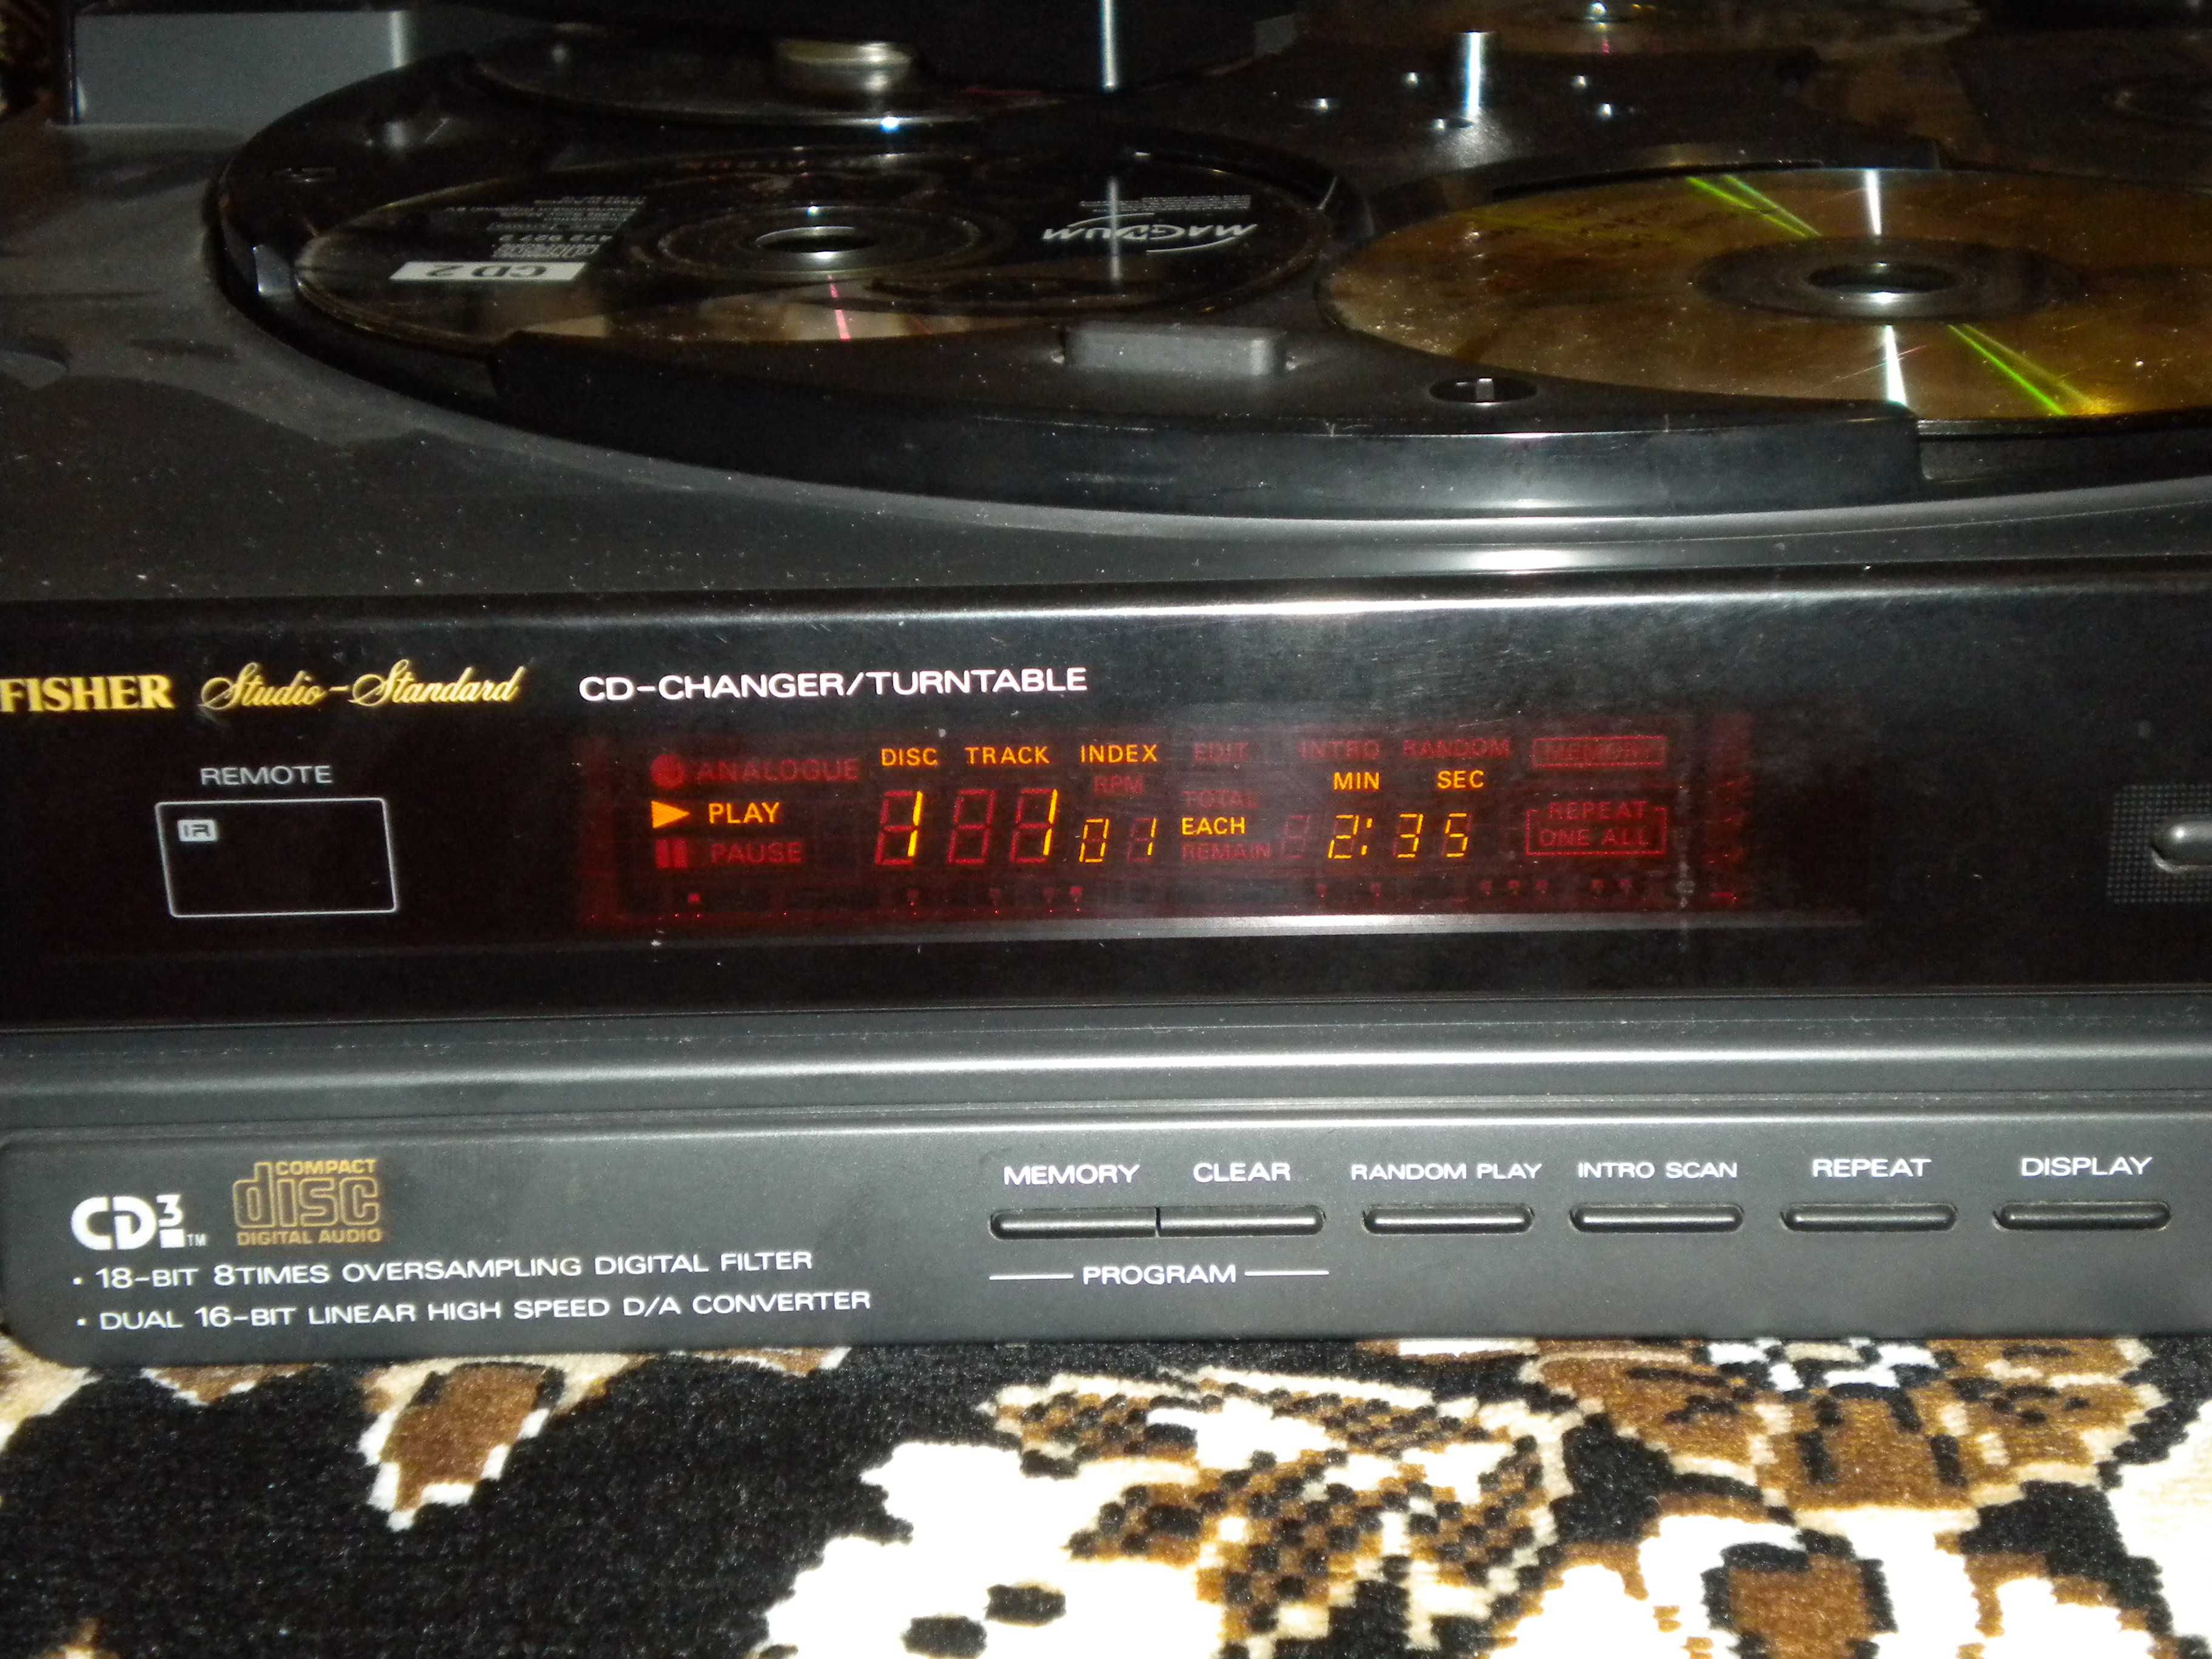 MAGNUM
CD 2
FISHER Studio-Standard CD-CHANGER/TURNTABLE
REMOTE
IR
ANALOGUE DISC TRACK INDEX EDIT INTRO RANDOM MEMORY
RPM MIN SEC
PLAY 1 1 01 TOTAL EACH REMAIN 2:35 REPEAT
PAUSE ONE ALL
CD3 TM
COMPACT
disc
DIGITAL AUDIO
MEMORY CLEAR RANDOM PLAY INTRO SCAN REPEAT DISPLAY
PROGRAM
• 18-BIT 8TIMES OVERSAMPLING DIGITAL FILTER
• DUAL 16-BIT LINEAR HIGH SPEED D/A CONVERTER